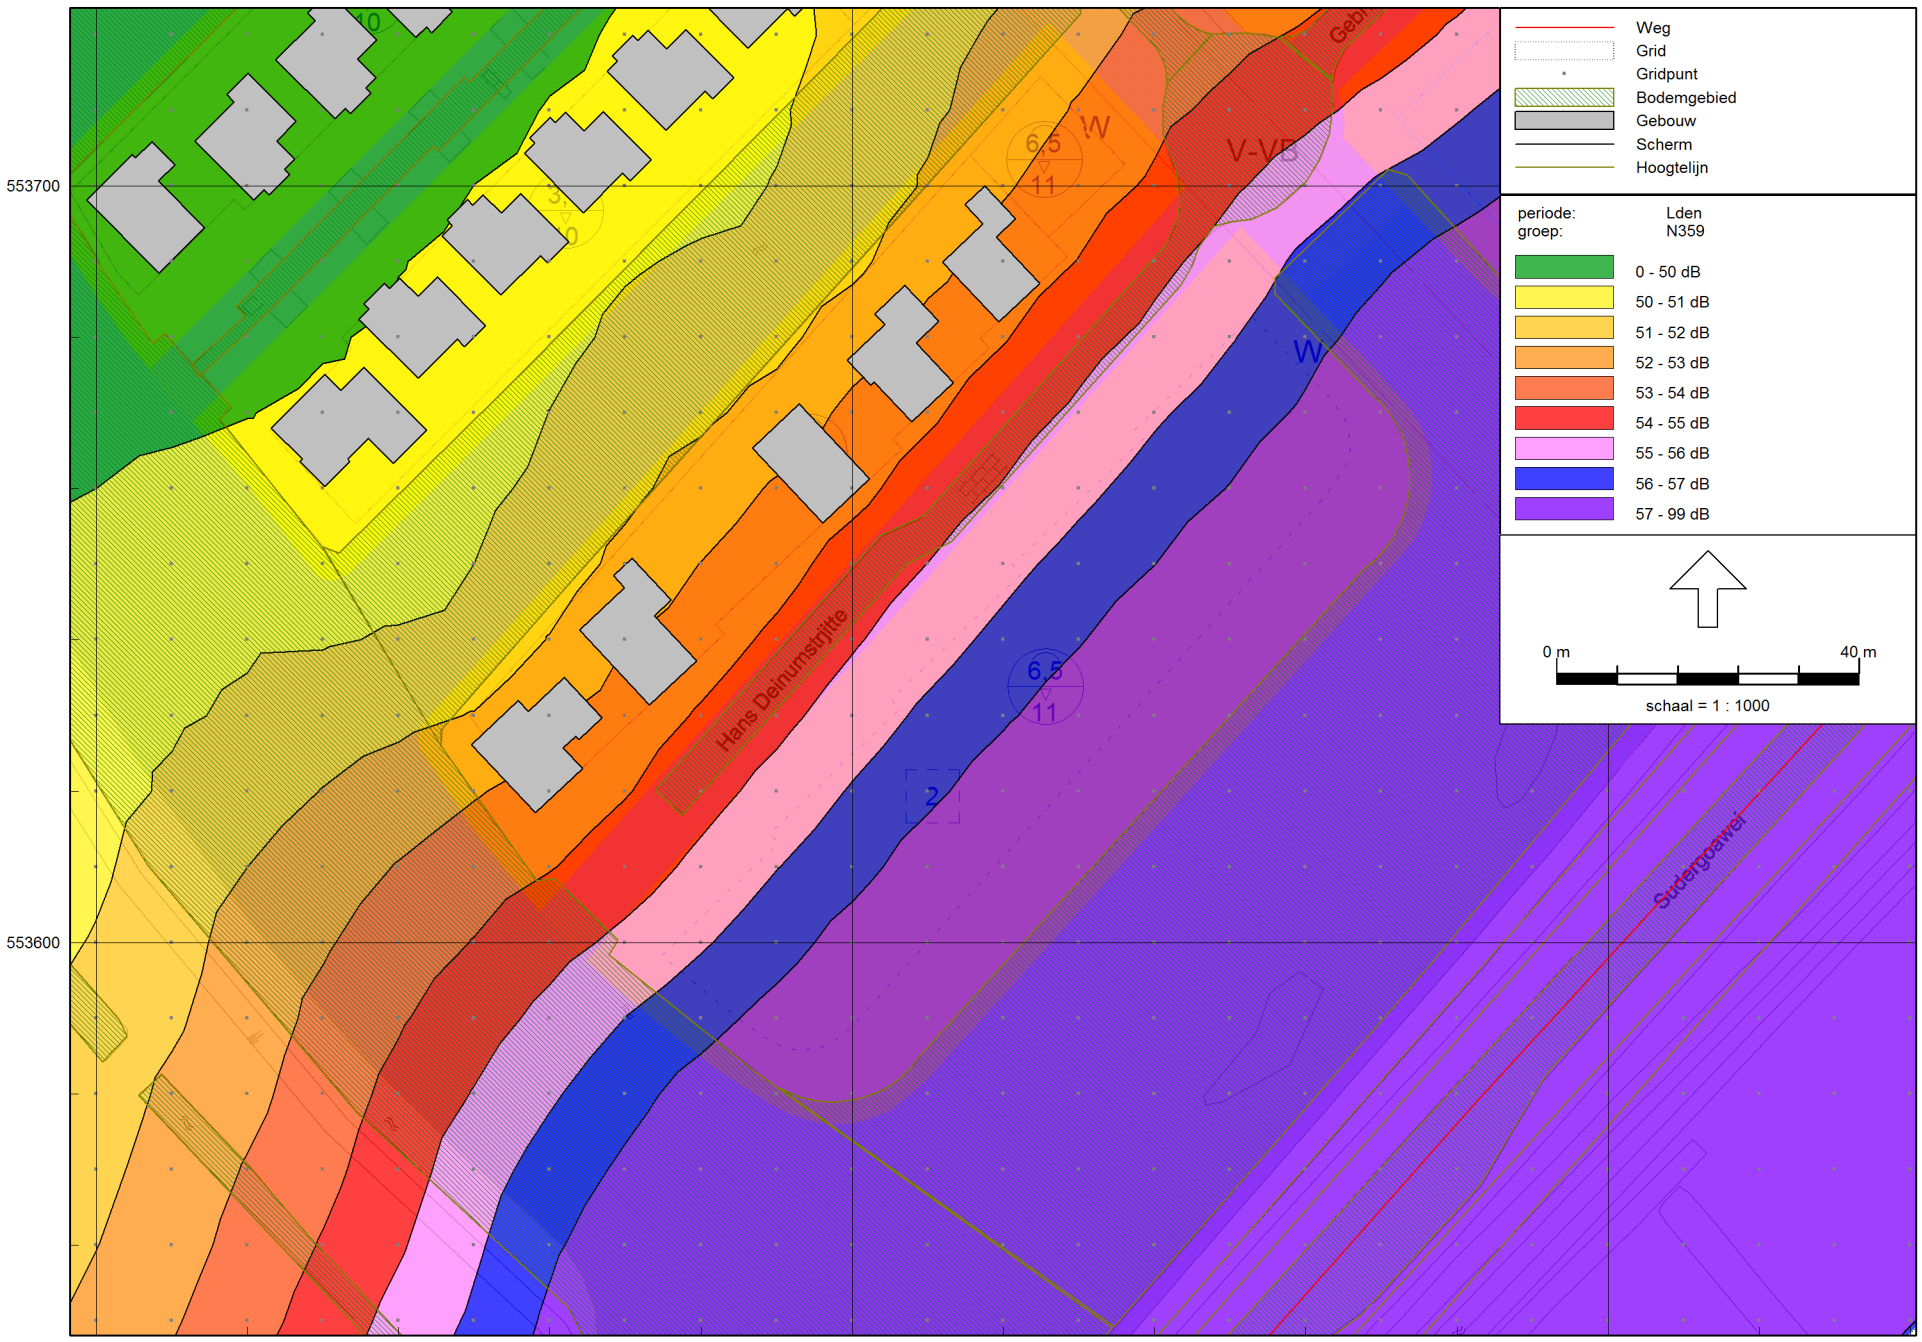 Weg
Grid
Gridpunt
Bodemgebied
Gebouw
Scherm
Hoogtelijn
periode: Lden
groep: N359
0 - 50 dB
50 - 51 dB
51 - 52 dB
52 - 53 dB
53 - 54 dB
54 - 55 dB
55 - 56 dB
56 - 57 dB
57 - 99 dB
0 m 40 m
schaal = 1 : 1000
553700
553600
10
W
6,5
11
V-VB
W
Hans Deinumstrjitte
6,5
11
2
Sudergoawei